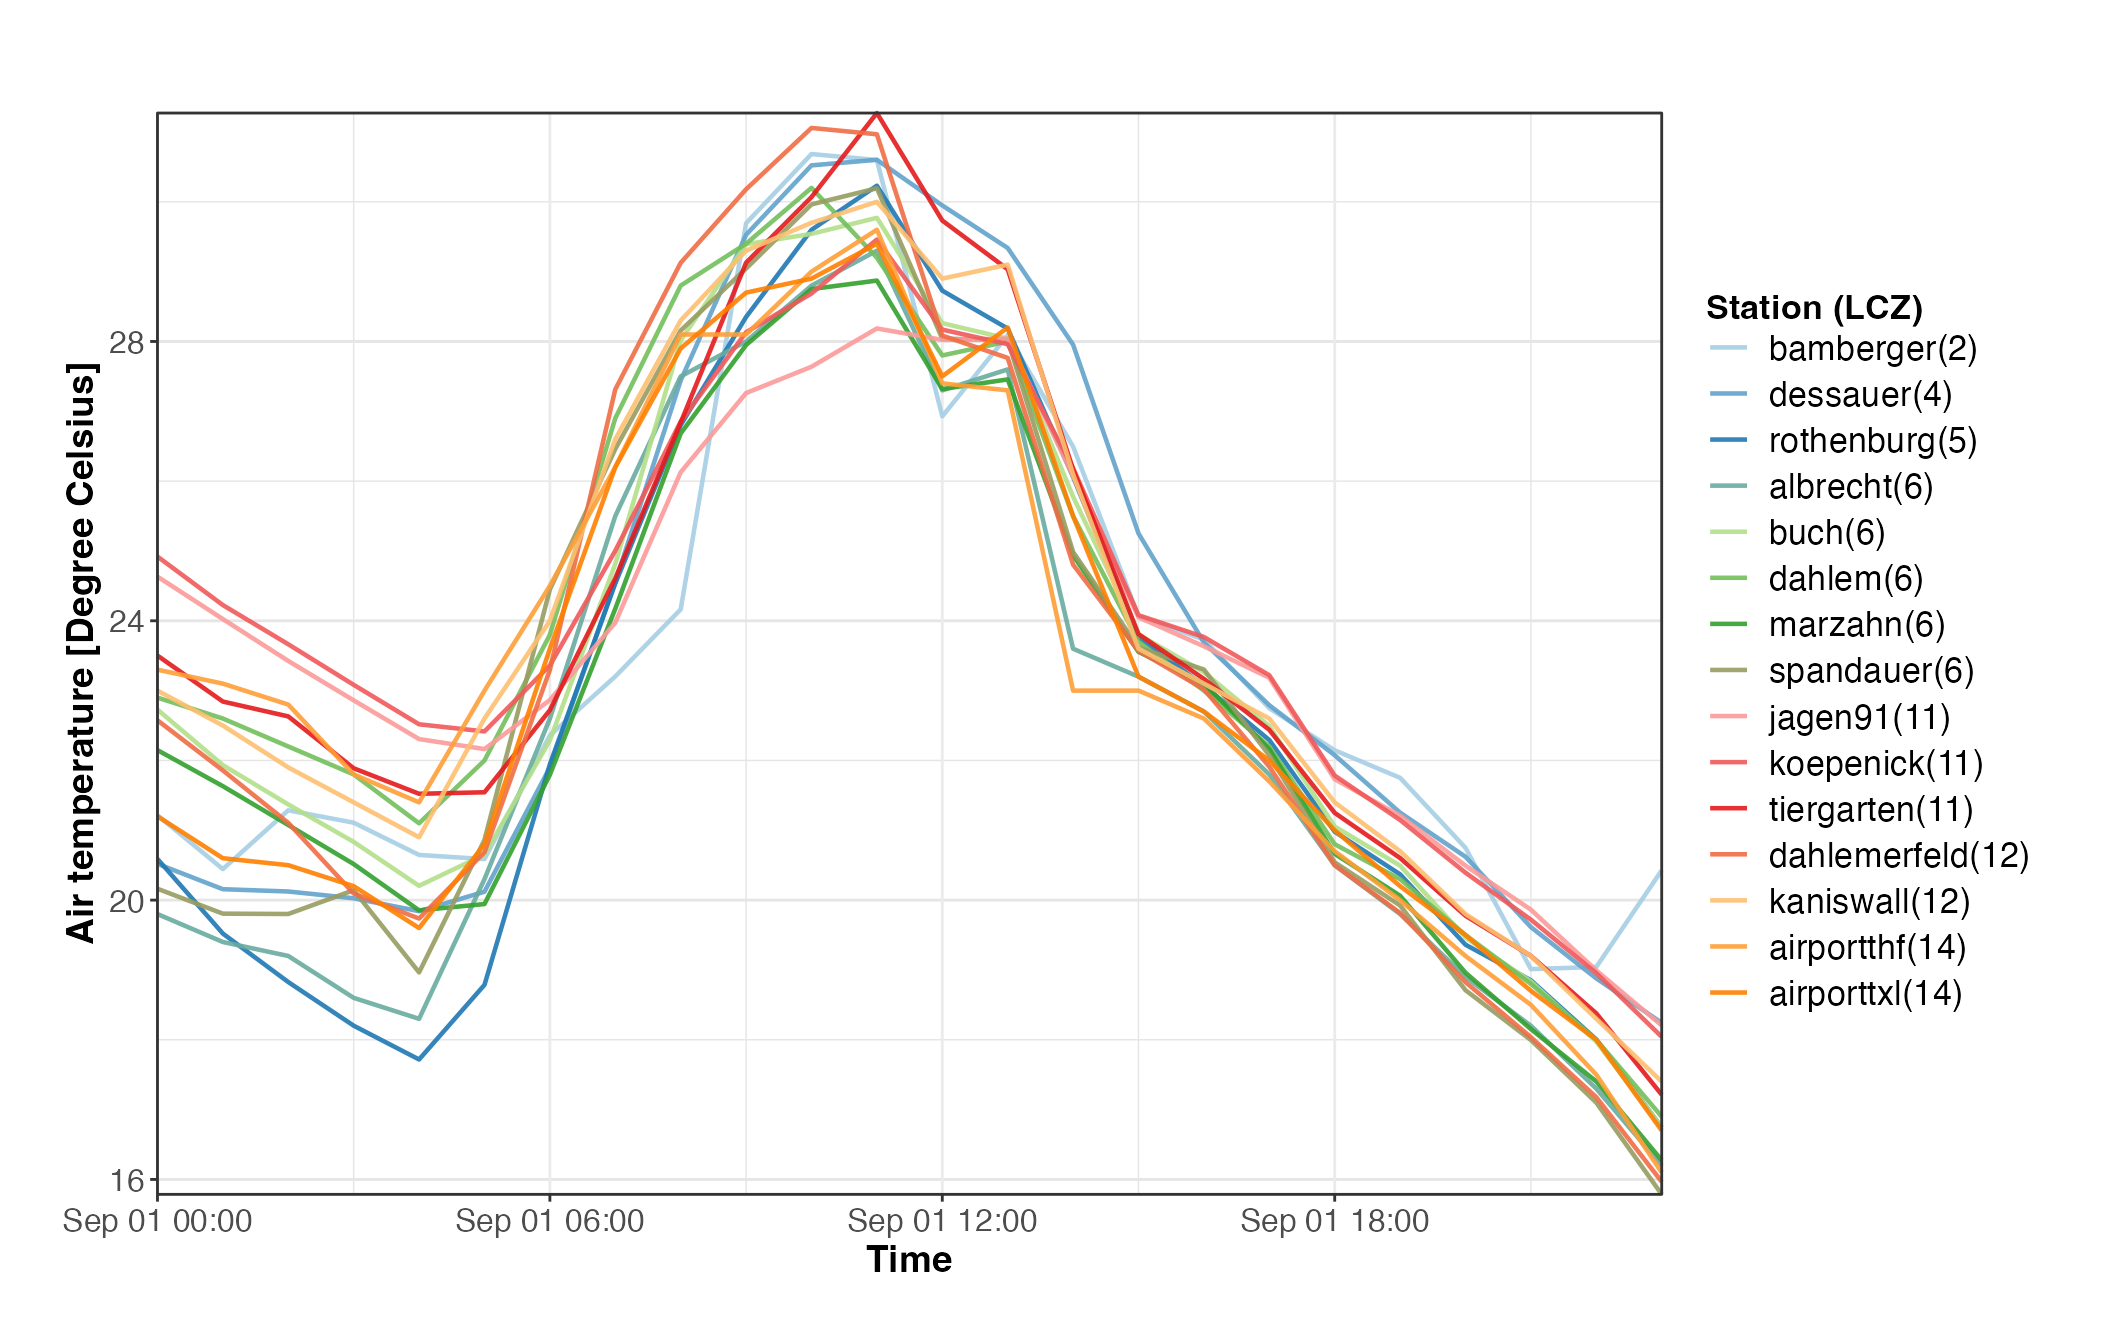 28
24
20
16
Air temperature [Degree Celsius]
Sep 01 00:00 Sep 01 06:00 Sep 01 12:00 Sep 01 18:00
Time
Station (LCZ)
bamberger(2)
dessauer(4)
rothenburg(5)
albrecht(6)
buch(6)
dahlem(6)
marzahn(6)
spandauer(6)
jagen91(11)
koepenick(11)
tiergarten(11)
dahlemerfeld(12)
kaniswall(12)
airportthf(14)
airporttxl(14)